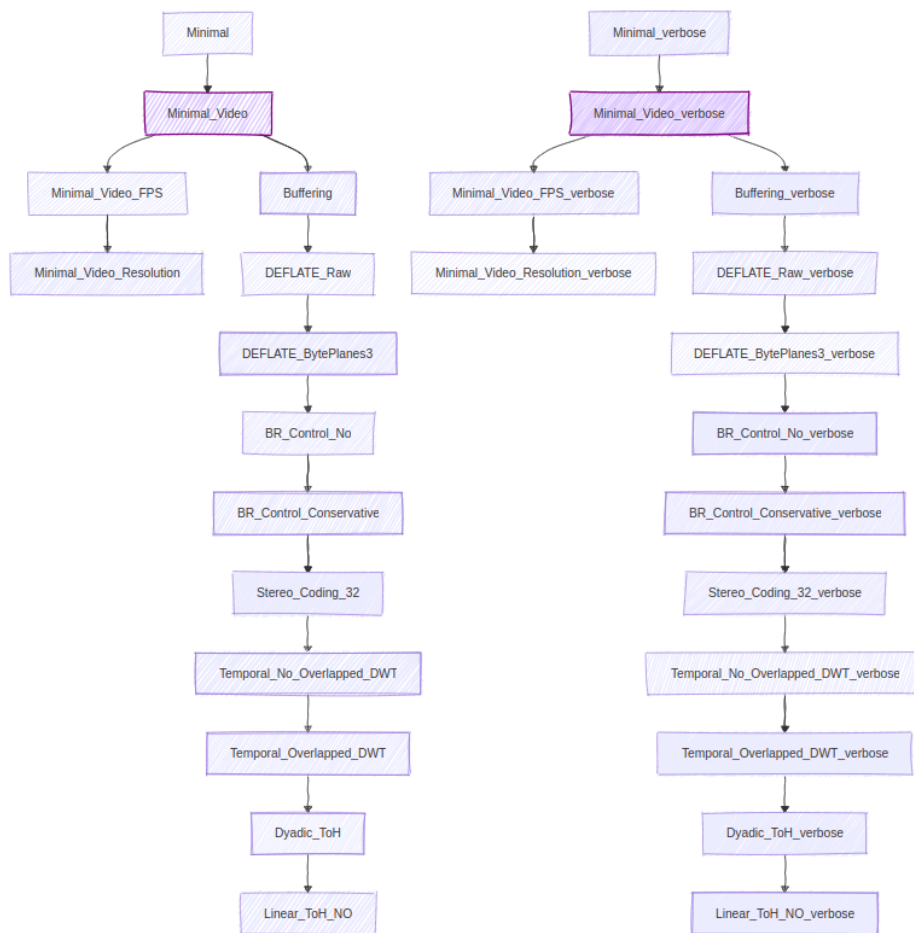 Minimal
Minimal_verbose
Minimal_Video
Minimal_Video_verbose
Minimal_Video_FPS
Buffering
Minimal_Video_FPS_verbose
Buffering_verbose
Minimal_Video_Resolution
DEFLATE_Raw
Minimal_Video_Resolution_verbose
DEFLATE_Raw_verbose
DEFLATE_BytePlanes3
DEFLATE_BytePlanes3_verbose
BR_Control_No
BR_Control_No_verbose
BR_Control_Conservative
BR_Control_Conservative_verbose
Stereo_Coding_32
Stereo_Coding_32_verbose
Temporal_No_Overlapped_DWT
Temporal_No_Overlapped_DWT_verbose
Temporal_Overlapped_DWT
Temporal_Overlapped_DWT_verbose
Dyadic_ToH
Dyadic_ToH_verbose
Linear_ToH_NO
Linear_ToH_NO_verbose